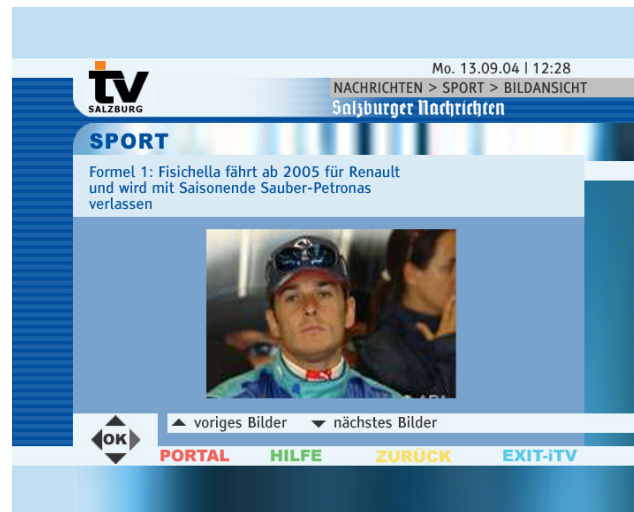 tv
SALZBURG
Mo. 13.09.04 | 12:28
NACHRICHTEN > SPORT > BILDANSICHT
Salzburger Nachrichten
SPORT
Formel 1: Fisichella fährt ab 2005 für Renault
und wird mit Saisonende Sauber-Petronas
verlassen
OK
▲ voriges Bilder ▼ nächstes Bilder
PORTAL HILFE ZURÜCK EXIT-iTV